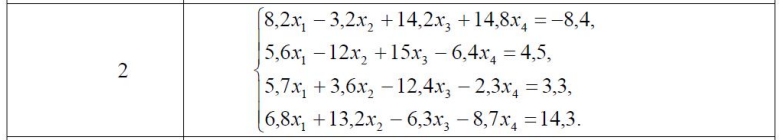 2
8,2x₁ − 3,2x₂ + 14,2x₃ + 14,8x₄ = −8,4,
5,6x₁ − 12x₂ + 15x₃ − 6,4x₄ = 4,5,
5,7x₁ + 3,6x₂ − 12,4x₃ − 2,3x₄ = 3,3,
6,8x₁ + 13,2x₂ − 6,3x₃ − 8,7x₄ = 14,3.